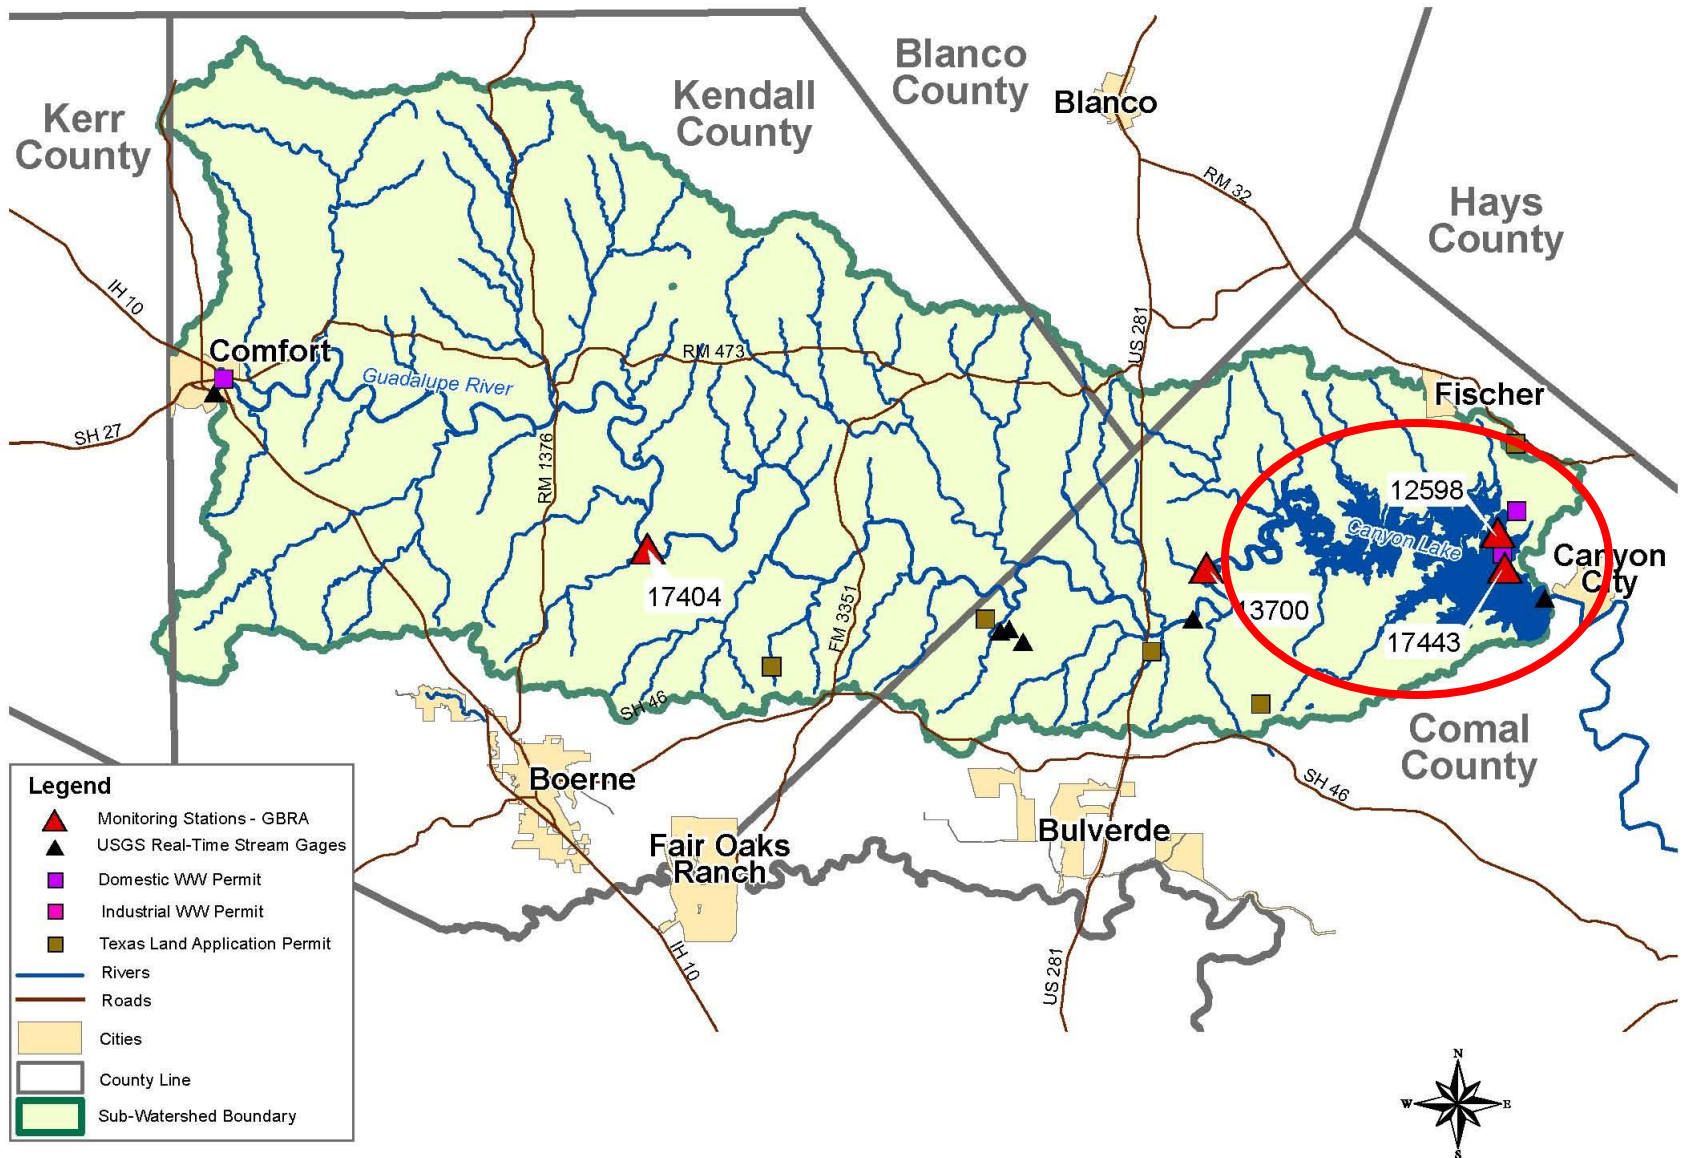 Kerr
County
Kendall
County
Blanco
County
Blanco
Hays
County
RM 32
IH 10
US 281
Comfort
RM 473
Guadalupe River
Fischer
SH 27
RM 1376
12598
Canyon Lake
Canyon
City
17404
FM 3351
13700
17443
SH 46
Comal
County
SH 46
Boerne
Fair Oaks
Ranch
Bulverde
IH 10
US 281
Legend
Monitoring Stations - GBRA
USGS Real-Time Stream Gages
Domestic WW Permit
Industrial WW Permit
Texas Land Application Permit
Rivers
Roads
Cities
County Line
Sub-Watershed Boundary
N
W
E
S